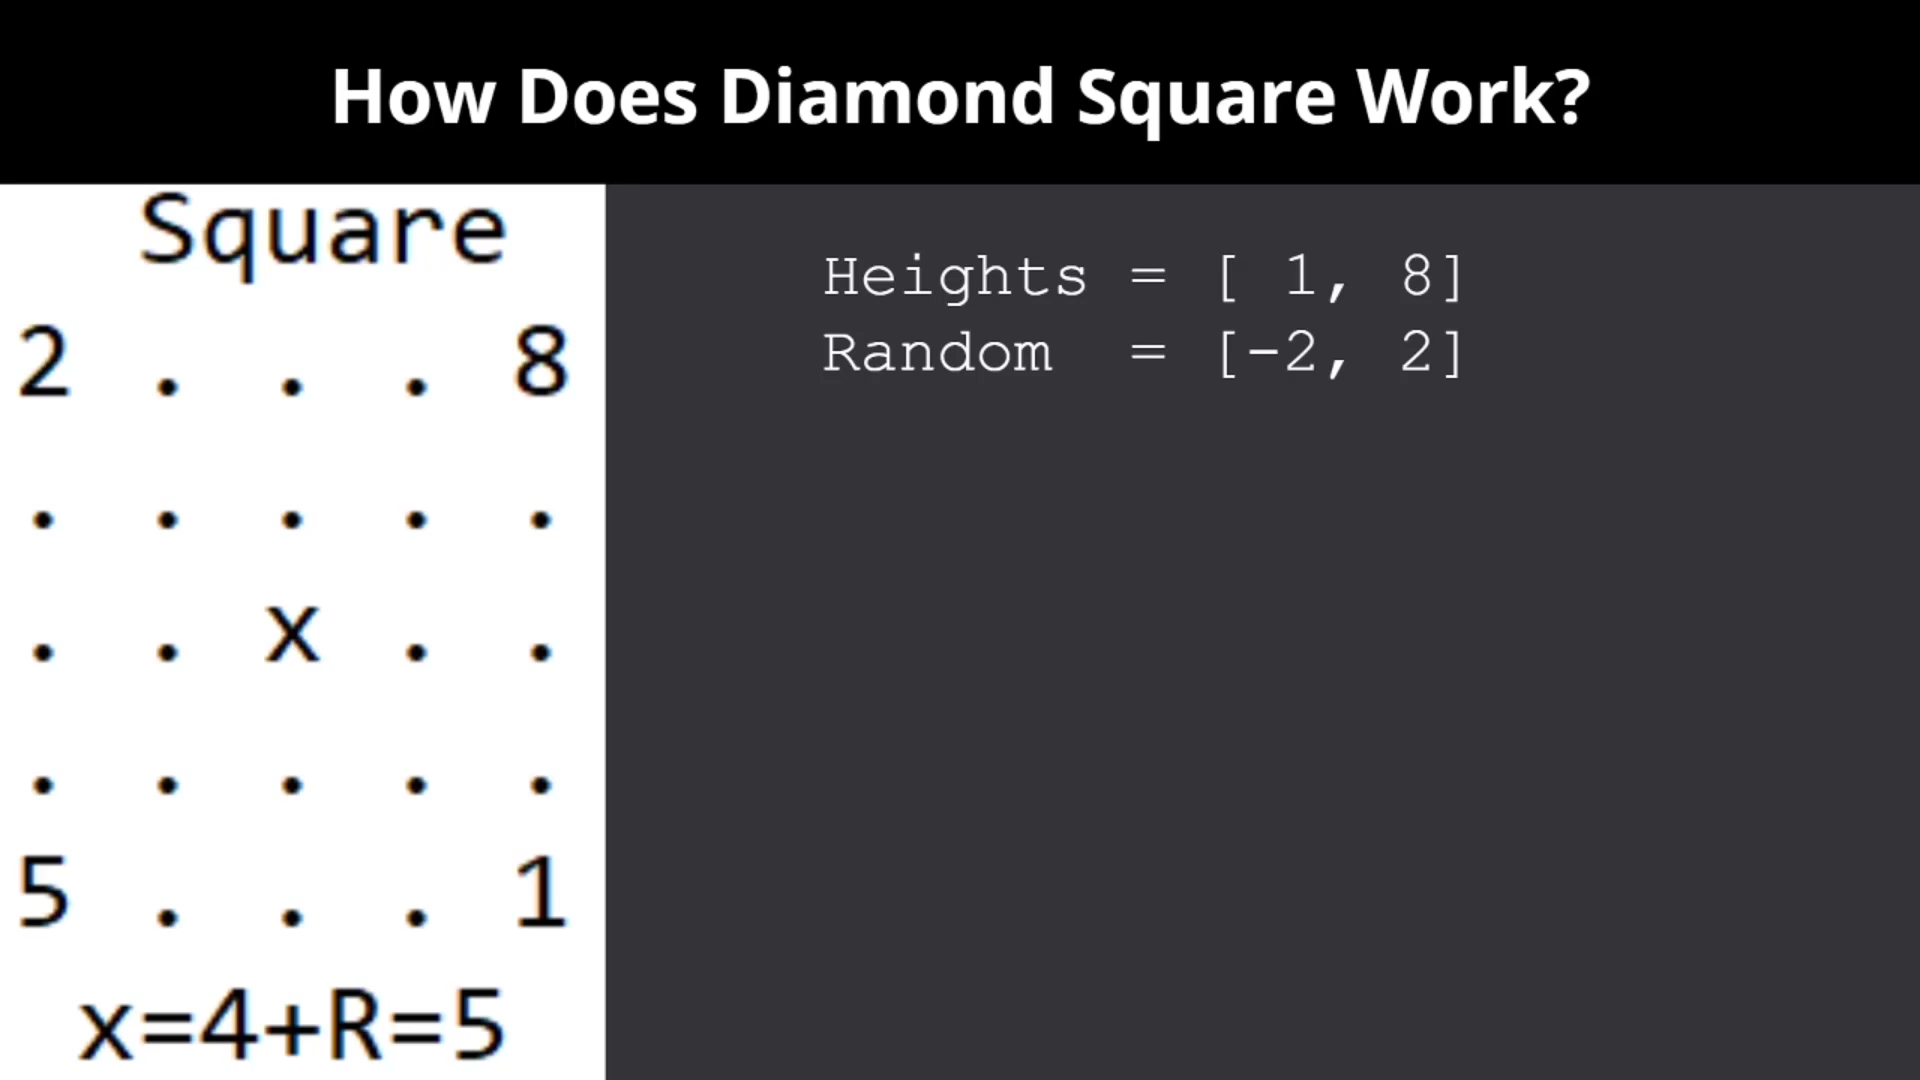 How Does Diamond Square Work?
Square
2 . . . 8
. . . . .
. . x . .
. . . . .
5 . . . 1
x=4+R=5
Heights = [ 1, 8]
Random = [-2, 2]